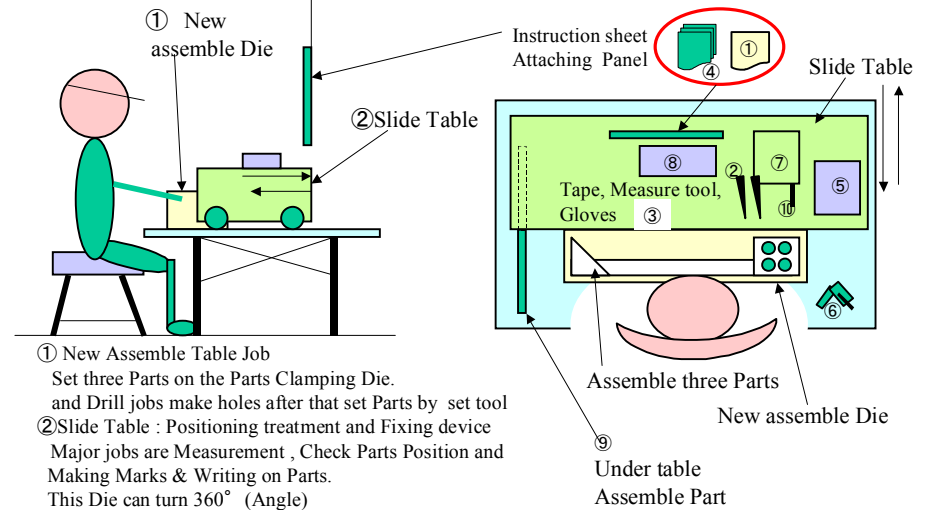 ① New
assemble Die
②Slide Table
Instruction sheet
Attaching Panel
④
①
Slide Table
⑧
②
⑦
⑤
⑩
Tape, Measure tool,
Gloves ③
⑥
Assemble three Parts
New assemble Die
⑨
Under table
Assemble Part
① New Assemble Table Job
Set three Parts on the Parts Clamping Die.
and Drill jobs make holes after that set Parts by set tool
②Slide Table : Positioning treatment and Fixing device
Major jobs are Measurement , Check Parts Position and
Making Marks & Writing on Parts.
This Die can turn 360° (Angle)